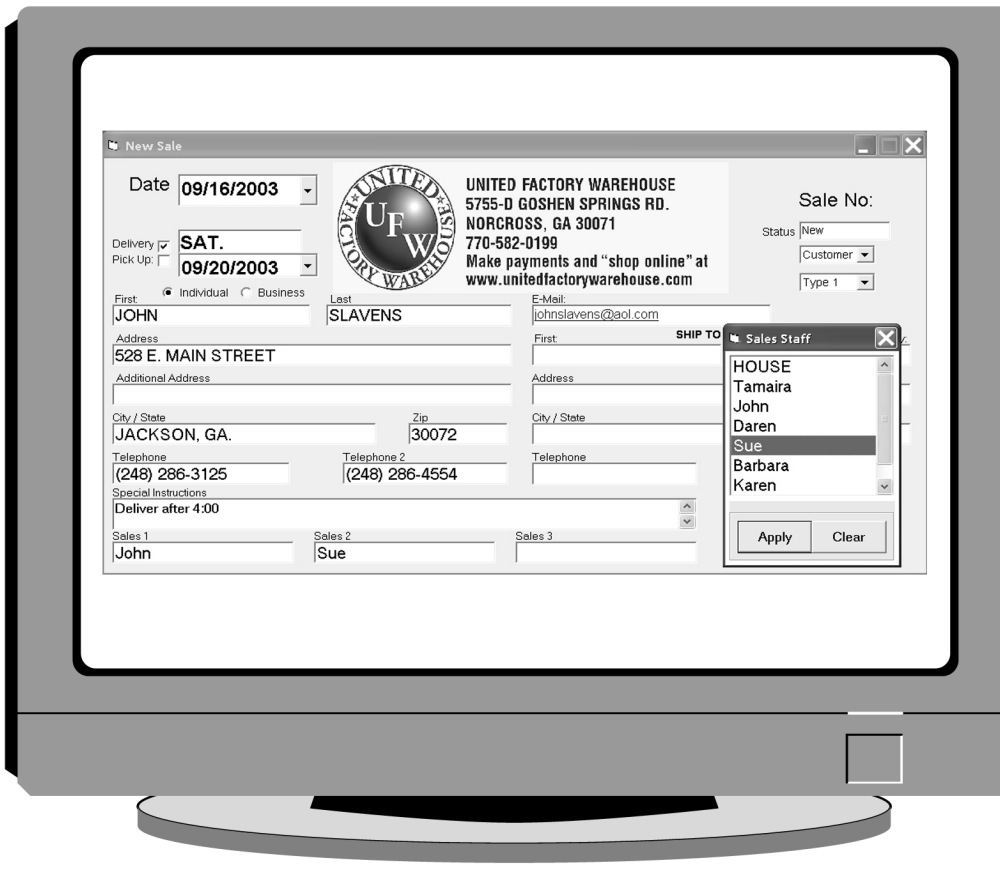 New Sale
Date 09/16/2003
UNITED FACTORY WAREHOUSE
UFW
UNITED FACTORY WAREHOUSE
5755-D GOSHEN SPRINGS RD.
NORCROSS, GA 30071
770-582-0199
Make payments and “shop online” at
www.unitedfactorywarehouse.com
Sale No:
Status New
Customer
Type 1
Delivery SAT.
Pick Up: 09/20/2003
Individual Business
First Last E-Mail:
JOHN SLAVENS johnslavens@aol.com
Address First: SHIP TO
528 E. MAIN STREET
Additional Address Address
City / State Zip City / State
JACKSON, GA. 30072
Telephone Telephone 2 Telephone
(248) 286-3125 (248) 286-4554
Special Instructions
Deliver after 4:00
Sales 1 Sales 2 Sales 3
John Sue
Sales Staff
HOUSE
Tamaira
John
Daren
Sue
Barbara
Karen
Apply Clear